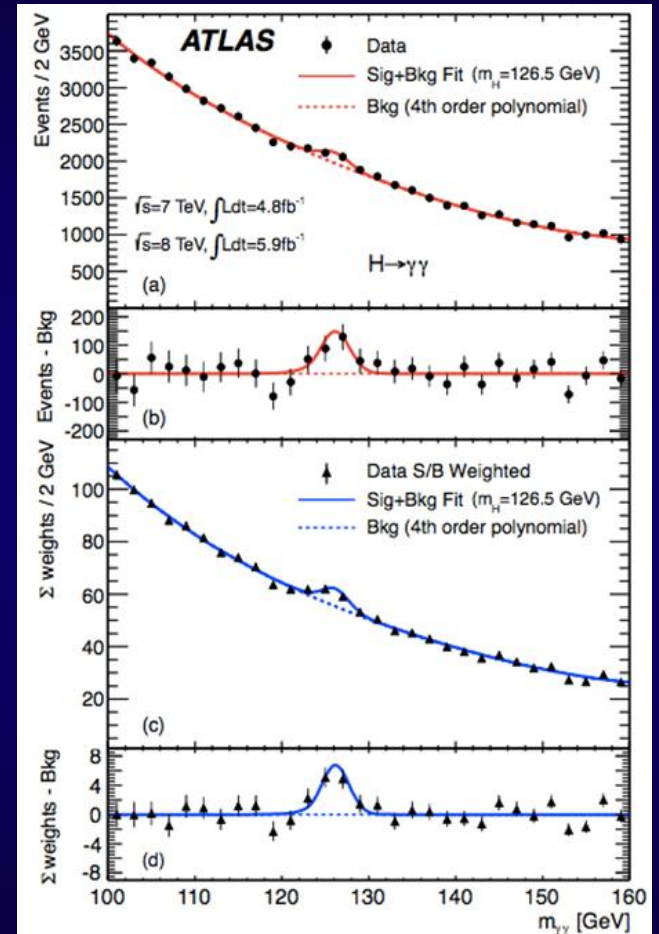 ATLAS
Data
Sig+Bkg Fit (mH=126.5 GeV)
Bkg (4th order polynomial)
Events / 2 GeV
3500
3000
2500
2000
1500
1000
500
√s=7 TeV, ∫Ldt=4.8fb⁻¹
√s=8 TeV, ∫Ldt=5.9fb⁻¹
H→γγ
(a)
Events - Bkg
200
100
0
-100
-200
(b)
Σ weights / 2 GeV
100
80
60
40
20
Data S/B Weighted
Sig+Bkg Fit (mH=126.5 GeV)
Bkg (4th order polynomial)
(c)
Σ weights - Bkg
8
4
0
-4
-8
(d)
100 110 120 130 140 150 160
mγγ [GeV]